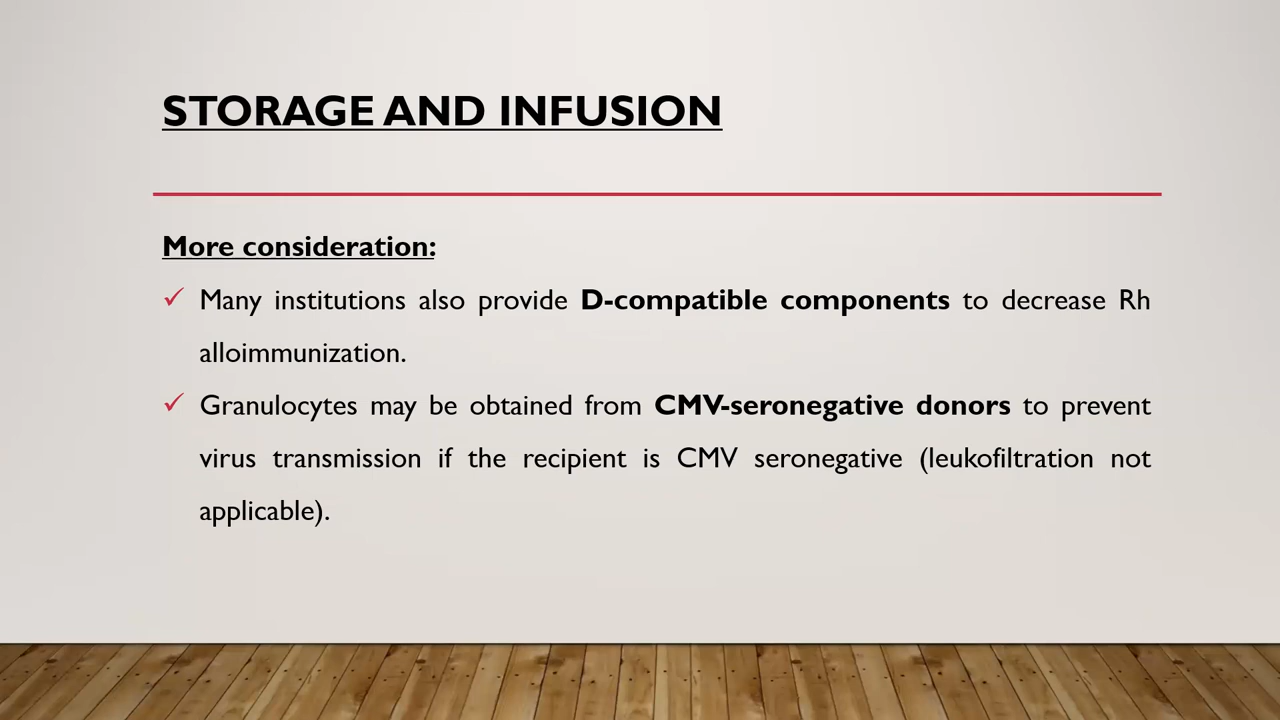 STORAGE AND INFUSION
More consideration:
✓ Many institutions also provide D-compatible components to decrease Rh
alloimmunization.
✓ Granulocytes may be obtained from CMV-seronegative donors to prevent
virus transmission if the recipient is CMV seronegative (leukofiltration not
applicable).